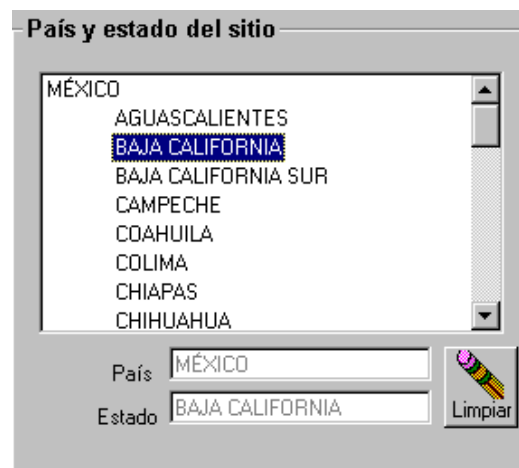 País y estado del sitio
MÉXICO
AGUASCALIENTES
BAJA CALIFORNIA
BAJA CALIFORNIA SUR
CAMPECHE
COAHUILA
COLIMA
CHIAPAS
CHIHUAHUA
País MÉXICO
Estado BAJA CALIFORNIA
Limpiar